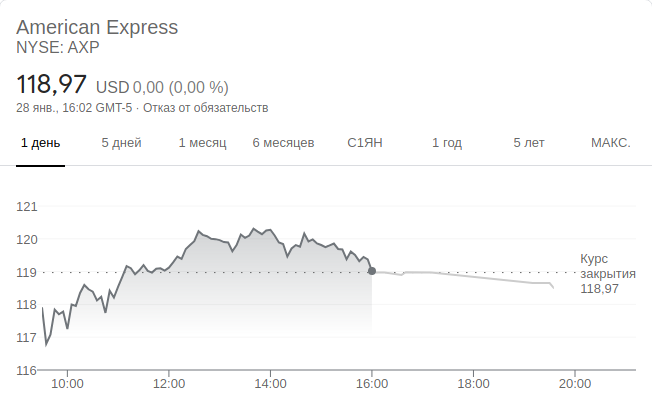 American Express
NYSE: AXP
118,97 USD 0,00 (0,00 %)
28 янв., 16:02 GMT-5 · Отказ от обязательств
1 день 5 дней 1 месяц 6 месяцев С1ЯН 1 год 5 лет МАКС.
121
120
119
118
117
116
Курс
закрытия
118,97
10:00 12:00 14:00 16:00 18:00 20:00